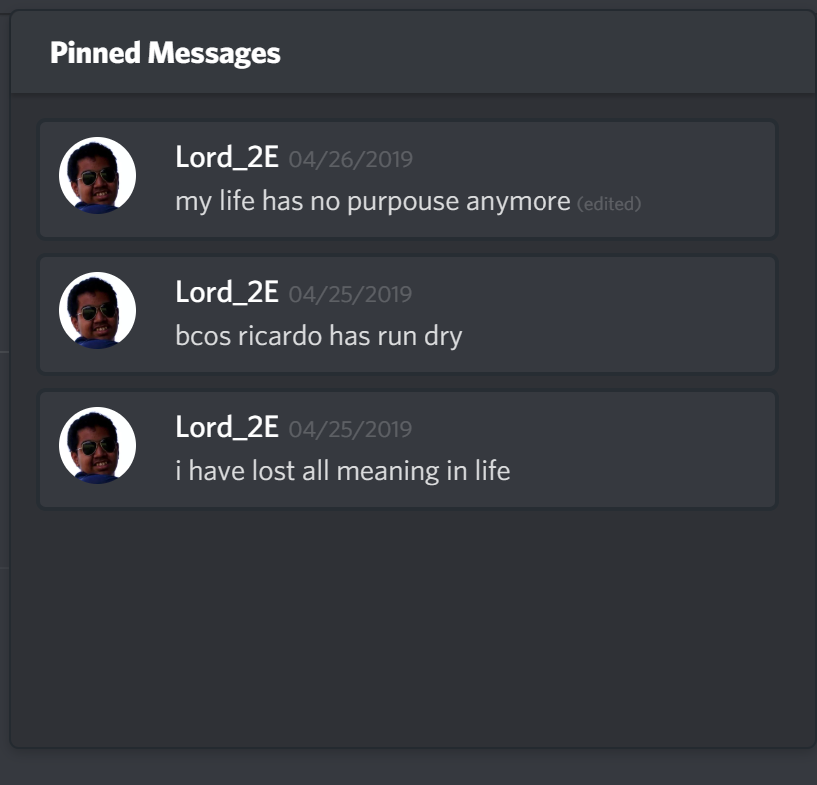 Pinned Messages
Lord_2E 04/26/2019
my life has no purpouse anymore (edited)
Lord_2E 04/25/2019
bcos ricardo has run dry
Lord_2E 04/25/2019
i have lost all meaning in life